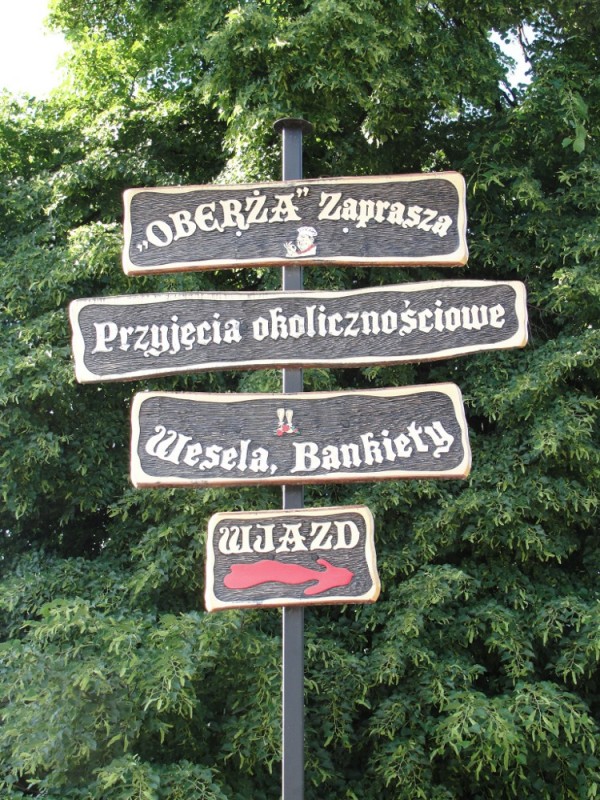 „OBERŻA” Zaprasza
Przyjęcia okolicznościowe
Wesela, Bankiety
WJAZD